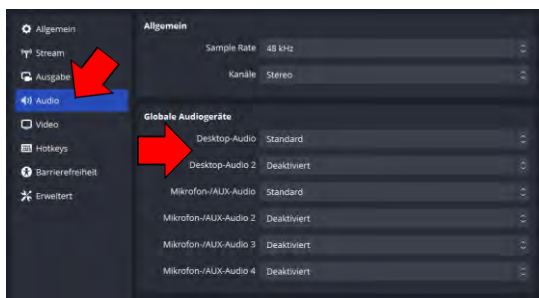 Allgemein
Stream
Ausgabe
Audio
Video
Hotkeys
Barrierefreiheit
Erweitert
Allgemein
Sample Rate 48 kHz
Kanäle Stereo
Globale Audiogeräte
Desktop-Audio Standard
Desktop-Audio 2 Deaktiviert
Mikrofon-/AUX-Audio Standard
Mikrofon-/AUX-Audio 2 Deaktiviert
Mikrofon-/AUX-Audio 3 Deaktiviert
Mikrofon-/AUX-Audio 4 Deaktiviert